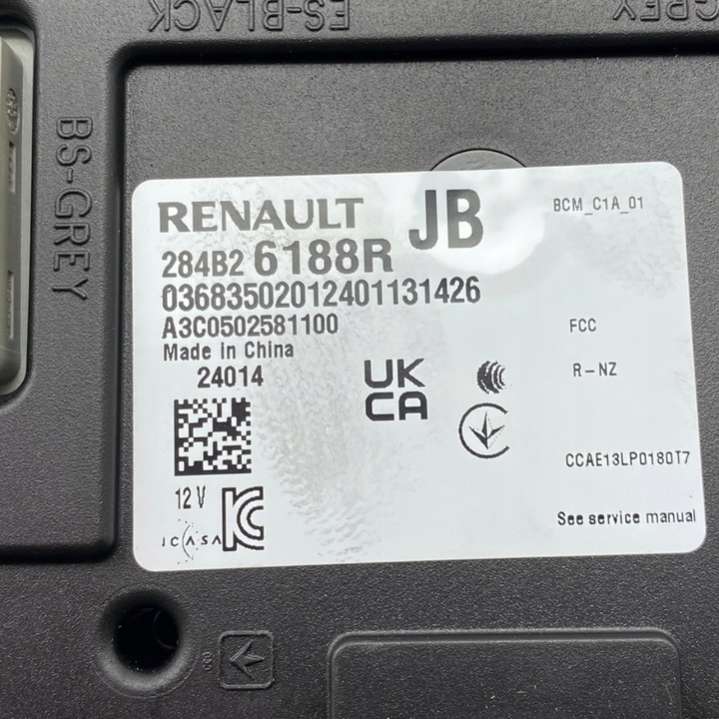 ES-BLACK
GREY
BS-GREY
RENAULT JB
BCM_C1A_01
284B2 6188R
03683502012401131426
A3C0502581100
Made in China
24014
FCC
R-NZ
UK
CA
CCAE13LP0180T7
12 V
ICASA
See service manual